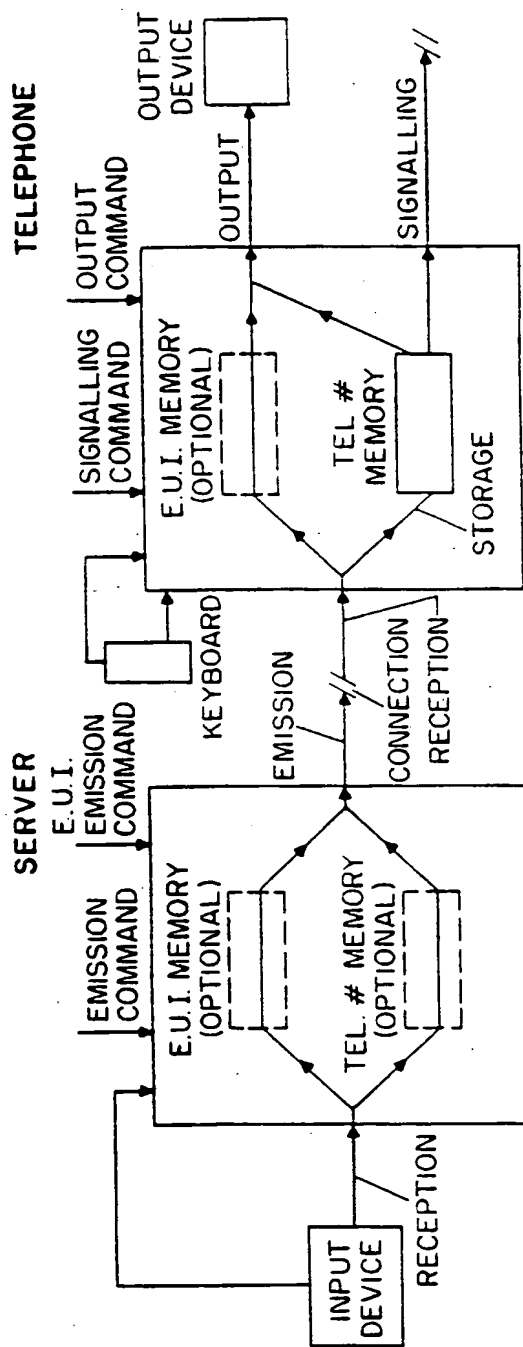 SERVER
E.U.I.
EMISSION
COMMAND
EMISSION
COMMAND
E.U.I. MEMORY
(OPTIONAL)
TEL. # MEMORY
(OPTIONAL)
INPUT
DEVICE
RECEPTION
EMISSION
CONNECTION
RECEPTION
TELEPHONE
KEYBOARD
SIGNALLING
COMMAND
OUTPUT
COMMAND
E.U.I. MEMORY
(OPTIONAL)
TEL #
MEMORY
STORAGE
OUTPUT
OUTPUT
DEVICE
SIGNALLING